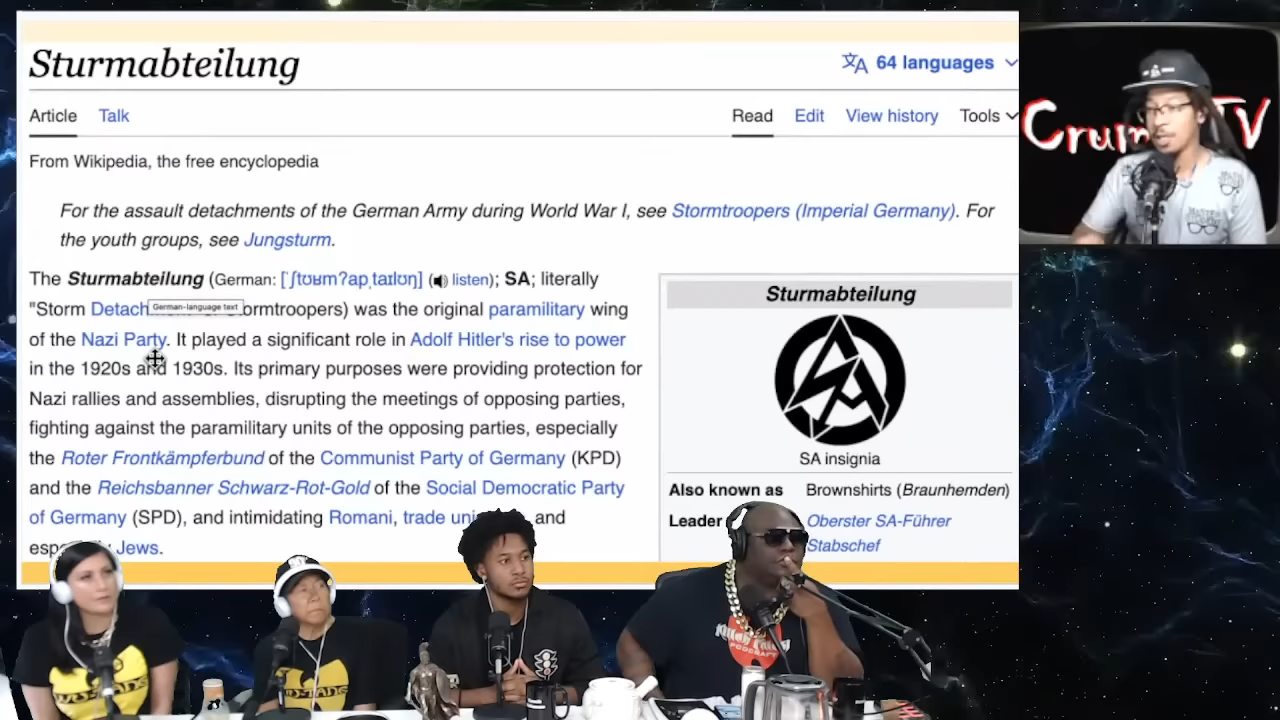 Sturmabteilung
64 languages
Article Talk Read Edit View history Tools
From Wikipedia, the free encyclopedia
For the assault detachments of the German Army during World War I, see Stormtroopers (Imperial Germany). For
the youth groups, see Jungsturm.
The Sturmabteilung (German: [ˈʃtʊʁmʔapˌtaɪlʊŋ] (listen); SA; literally
"Storm Detach ormtroopers) was the original paramilitary wing
German-language text
of the Nazi Party. It played a significant role in Adolf Hitler's rise to power
in the 1920s and 1930s. Its primary purposes were providing protection for
Nazi rallies and assemblies, disrupting the meetings of opposing parties,
fighting against the paramilitary units of the opposing parties, especially
the Roter Frontkämpferbund of the Communist Party of Germany (KPD)
and the Reichsbanner Schwarz-Rot-Gold of the Social Democratic Party
of Germany (SPD), and intimidating Romani, trade uni and
Jews.
Sturmabteilung
SA insignia
Also known as Brownshirts (Braunhemden)
Leader Oberster SA-Führer
Stabschef
TV
WU-TANG